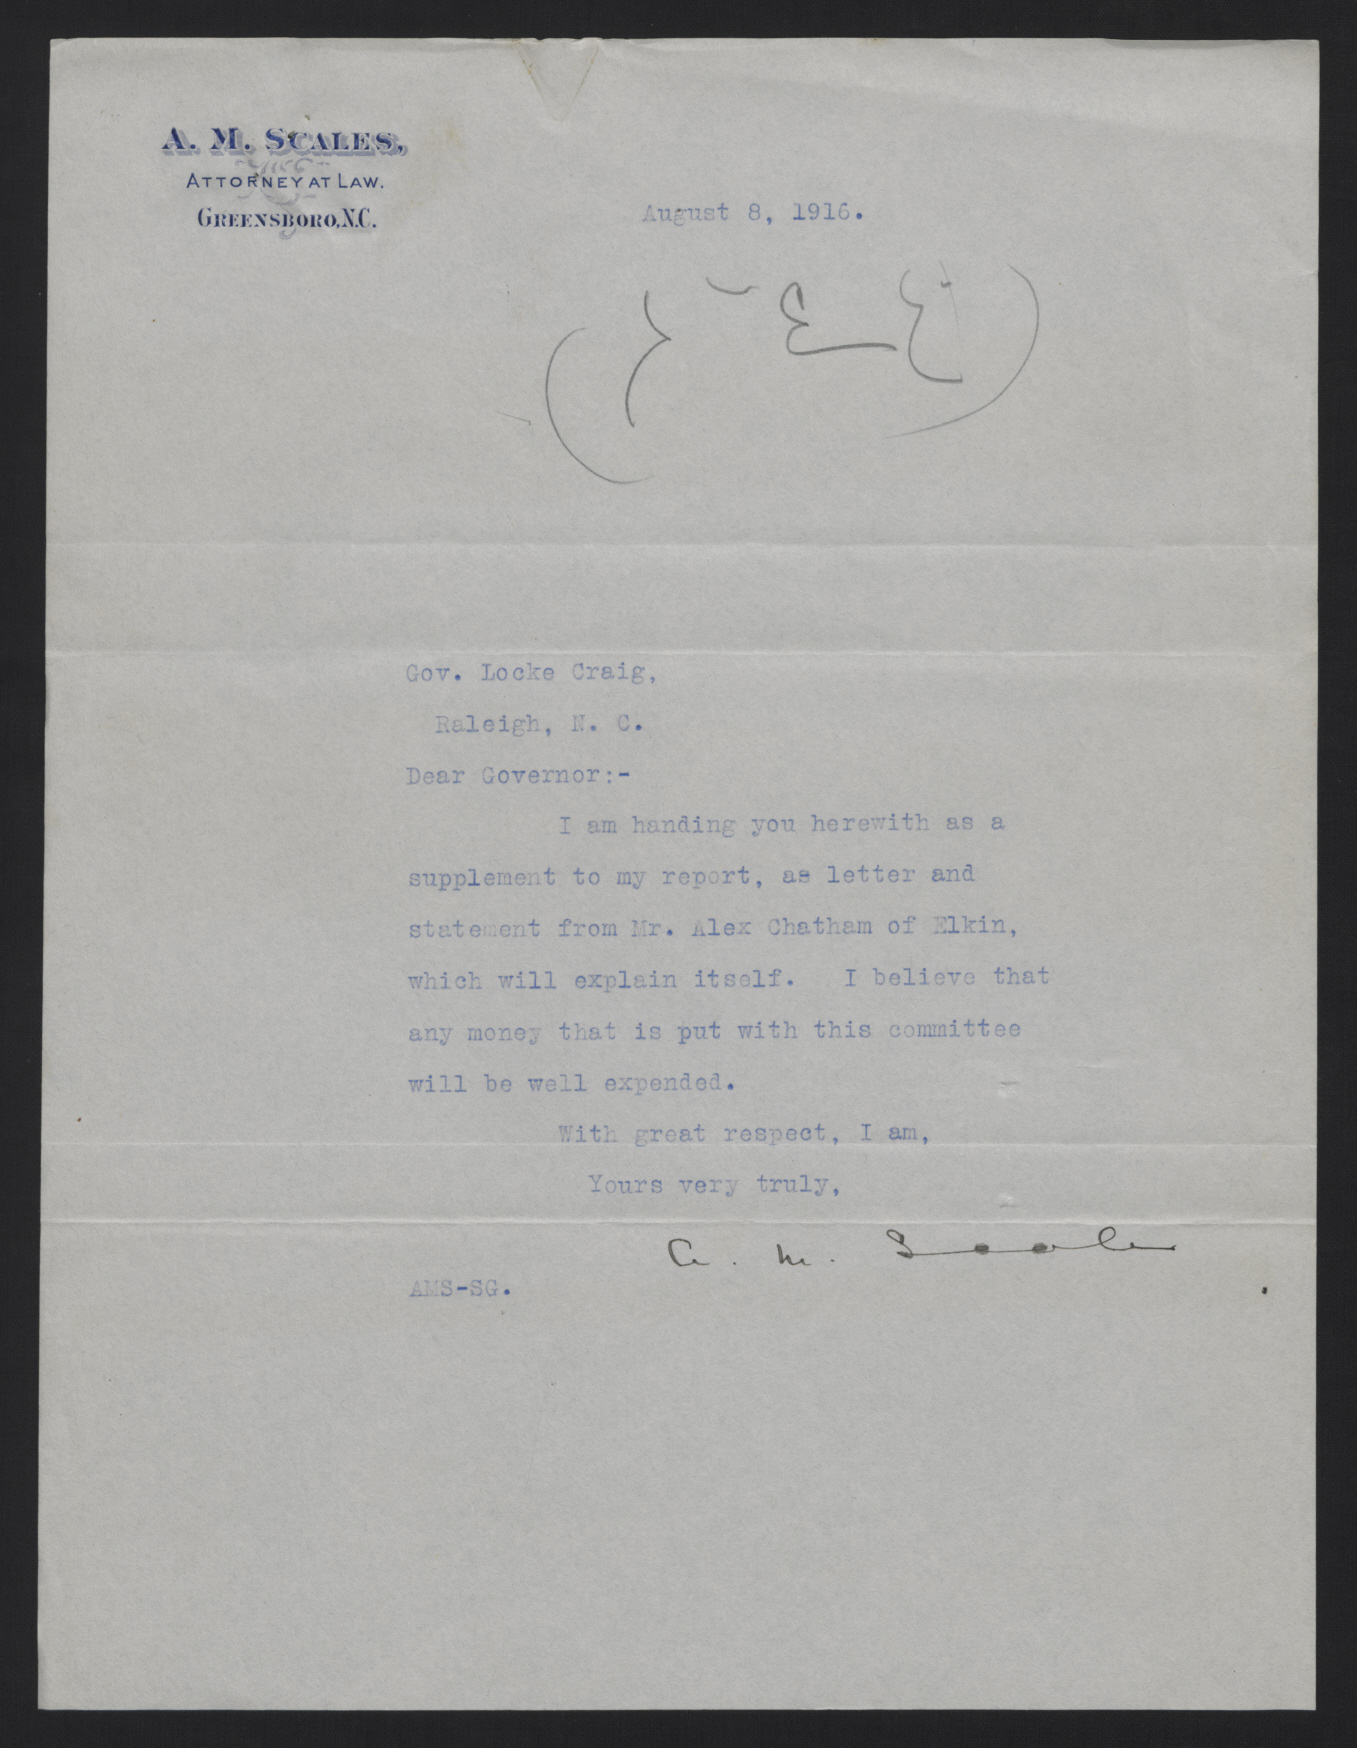 A. M. SCALES,
ATTORNEY AT LAW.
GREENSBORO, N.C.
August 8, 1916.
Gov. Locke Craig,
Raleigh, N. C.
Dear Governor:-
I am handing you herewith as a
supplement to my report, as letter and
statement from Mr. Alex Chatham of Elkin,
which will explain itself. I believe that
any money that is put with this committee
will be well expended.
With great respect, I am,
Yours very truly,
A. M. Scales
AMS-SG.